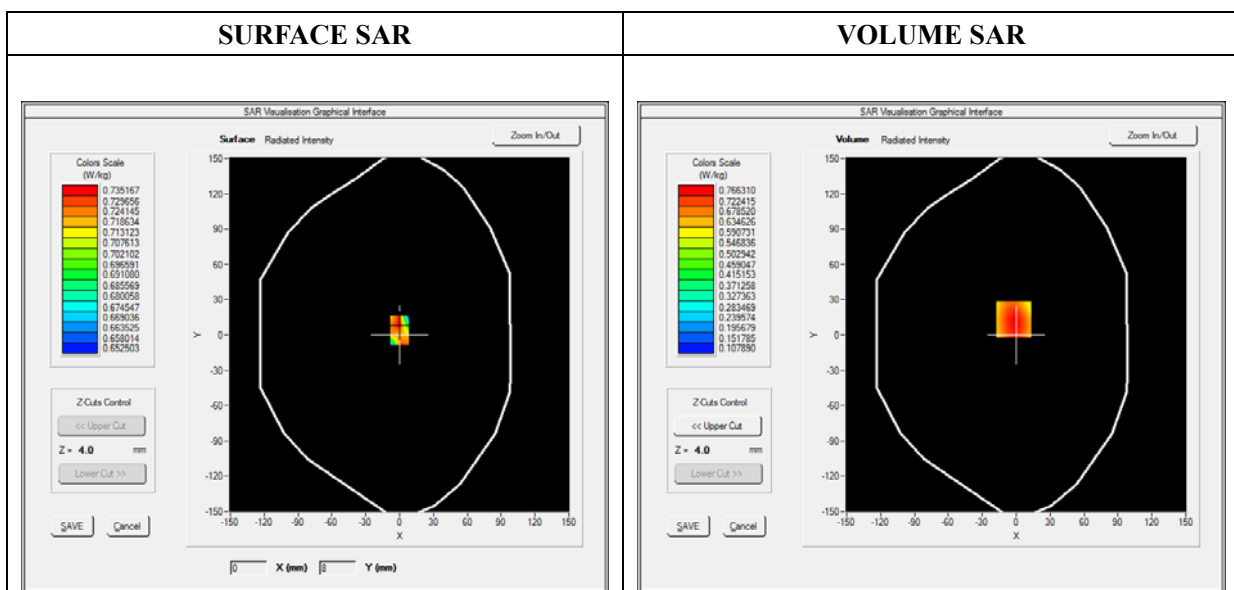 SURFACE SAR
VOLUME SAR
SAR Visualisation Graphical Interface
Surface Radiated Intensity
Zoom In/Out
Colors Scale
(W/kg)
0.735167
0.729656
0.724145
0.718634
0.713123
0.707613
0.702102
0.696591
0.691080
0.685569
0.680058
0.674547
0.669036
0.663525
0.658014
0.652503
Z-Cuts Control
<< Upper Cut
Z = 4.0 mm
Lower Cut >>
SAVE Cancel
150
120
90
60
30
0
-30
-60
-90
-120
-150
Y
-150 -120 -90 -60 -30 0 30 60 90 120 150
X
0 X (mm) 8 Y (mm)
SAR Visualisation Graphical Interface
Volume Radiated Intensity
Zoom In/Out
Colors Scale
(W/kg)
0.766310
0.722415
0.678520
0.634626
0.590731
0.546836
0.502942
0.459047
0.415153
0.371258
0.327363
0.283469
0.239574
0.195679
0.151785
0.107890
Z-Cuts Control
<< Upper Cut
Z = 4.0 mm
Lower Cut >>
SAVE Cancel
150
120
90
60
30
0
-30
-60
-90
-120
-150
Y
-150 -120 -90 -60 -30 0 30 60 90 120 150
X